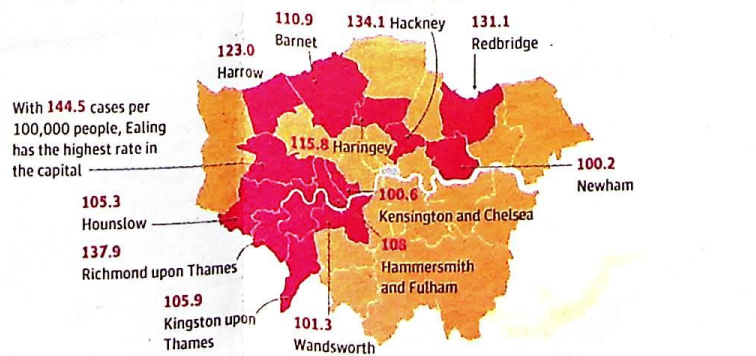 110.9
Barnet
134.1 Hackney
131.1
Redbridge
123.0
Harrow
With 144.5 cases per
100,000 people, Ealing
has the highest rate in
the capital
115.8 Haringey
100.2
Newham
105.3
Hounslow
100.6
Kensington and Chelsea
137.9
Richmond upon Thames
108
Hammersmith
and Fulham
105.9
Kingston upon
Thames
101.3
Wandsworth